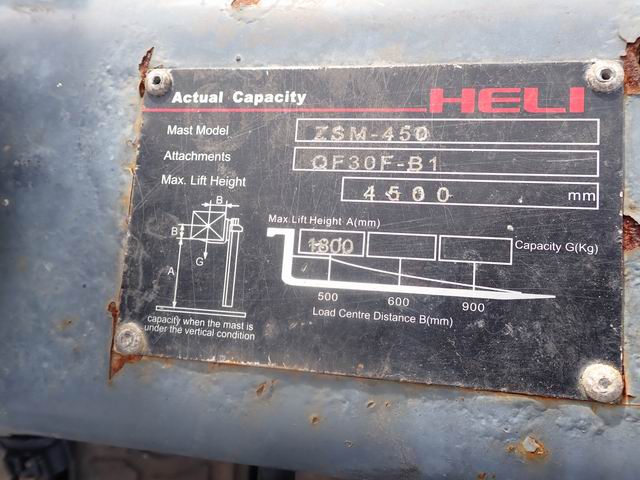 Actual Capacity HELI
Mast Model ZSM-450
Attachments QF30F-B1
Max. Lift Height 4500 mm
Max.Lift Height A(mm)
1800 Capacity G(Kg)
B
B
G
A
500 600 900
Load Centre Distance B(mm)
capacity when the mast is
under the vertical condition